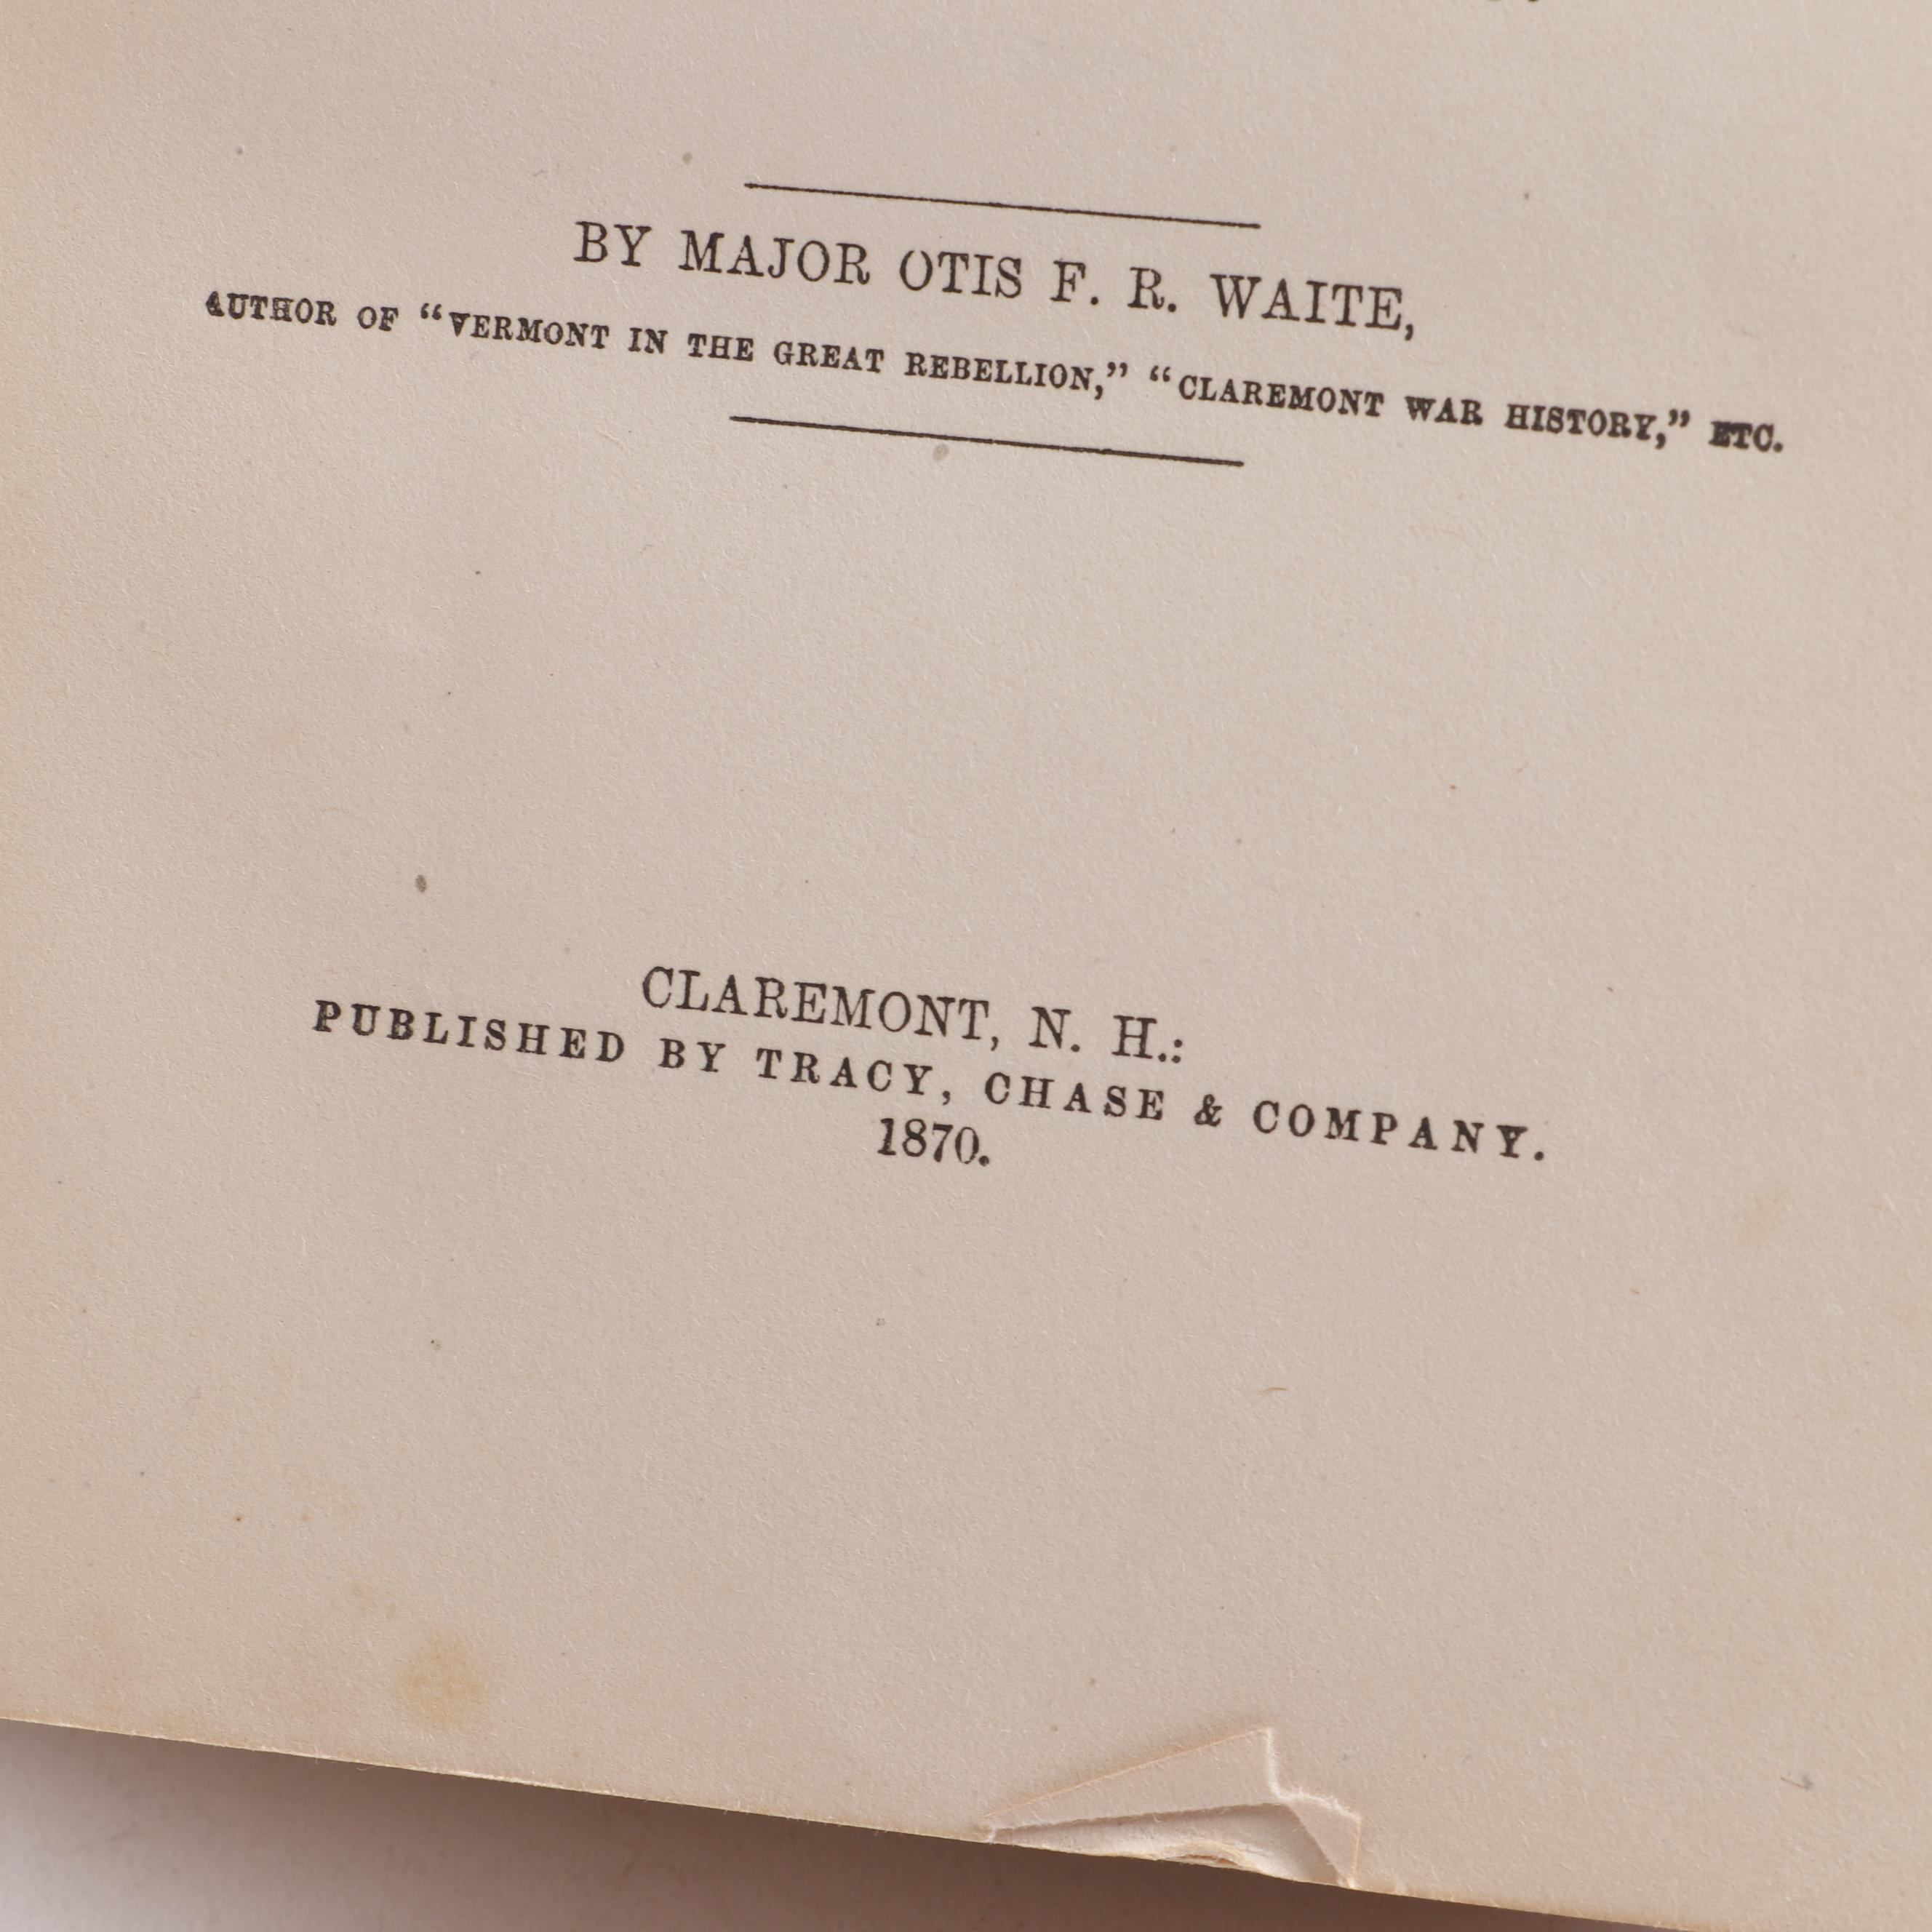 BY MAJOR OTIS F. R. WAITE,
AUTHOR OF “VERMONT IN THE GREAT REBELLION,” “CLAREMONT WAR HISTORY,” ETC.
CLAREMONT, N. H.:
PUBLISHED BY TRACY, CHASE & COMPANY.
1870.